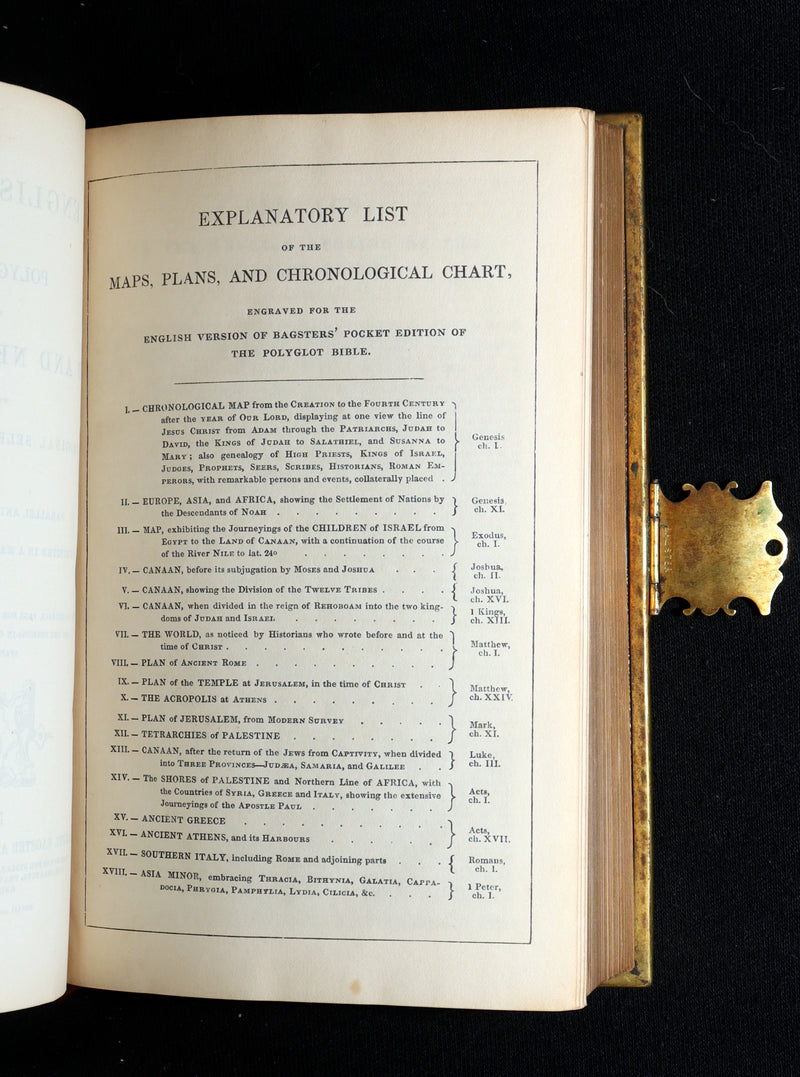 EXPLANATORY LIST
OF THE
MAPS, PLANS, AND CHRONOLOGICAL CHART,
ENGRAVED FOR THE
ENGLISH VERSION OF BAGSTERS' POCKET EDITION OF
THE POLYGLOT BIBLE.
I. — CHRONOLOGICAL MAP from the CREATION to the FOURTH CENTURY
after the YEAR of OUR LORD, displaying at one view the line of
JESUS CHRIST from ADAM through the PATRIARCHS, JUDAH to
DAVID, the KINGS of JUDAH to SALATHIEL, and SUSANNA to
MARY; also genealogy of HIGH PRIESTS, KINGS of ISRAEL,
JUDGES, PROPHETS, SEERS, SCRIBES, HISTORIANS, ROMAN EM-
PERORS, with remarkable persons and events, collaterally placed .
Genesis
ch. I.
II. — EUROPE, ASIA, and AFRICA, showing the Settlement of Nations by
the Descendants of NOAH . . . . . . . . .
Genesis,
ch. XI.
III. — MAP, exhibiting the Journeyings of the CHILDREN of ISRAEL from
EGYPT to the LAND of CANAAN, with a continuation of the course
of the River NILE to lat. 24° . . . . . . . .
Exodus,
ch. I.
IV. — CANAAN, before its subjugation by MOSES and JOSHUA . . .
Joshua,
ch. II.
V. — CANAAN, showing the Division of the TWELVE TRIBES . . . .
Joshua,
ch. XVI.
VI. — CANAAN, when divided in the reign of REHOBOAM into the two king-
doms of JUDAH and ISRAEL . . . . . . . .
1 Kings,
ch. XIII.
VII. — THE WORLD, as noticed by Historians who wrote before and at the
time of CHRIST . . . . . . . . . . . .
VIII. — PLAN of ANCIENT ROME . . . . . . . . . .
Matthew,
ch. I.
IX. — PLAN of the TEMPLE at JERUSALEM, in the time of CHRIST . .
X. — THE ACROPOLIS at ATHENS . . . . . . . . .
Matthew,
ch. XXIV.
XI. — PLAN of JERUSALEM, from MODERN SURVEY . . . . .
XII. — TETRARCHIES of PALESTINE . . . . . . . .
Mark,
ch. XI.
XIII. — CANAAN, after the return of the JEWS from CAPTIVITY, when divided
into THREE PROVINCES—JUDÆA, SAMARIA, and GALILEE . .
Luke,
ch. III.
XIV. — The SHORES of PALESTINE and Northern Line of AFRICA, with
the Countries of SYRIA, GREECE and ITALY, showing the extensive
Journeyings of the APOSTLE PAUL . . . . . . .
Acts,
ch. I.
XV. — ANCIENT GREECE . . . . . . . . . .
XVI. — ANCIENT ATHENS, and its HARBOURS . . . . . .
Acts,
ch. XVII.
XVII. — SOUTHERN ITALY, including ROME and adjoining parts . . .
Romans,
ch. I.
XVIII. — ASIA MINOR, embracing THRACIA, BITHYNIA, GALATIA, CAPPA-
DOCIA, PHRYGIA, PAMPHYLIA, LYDIA, CILICIA, &c. . . .
1 Peter,
ch. I.